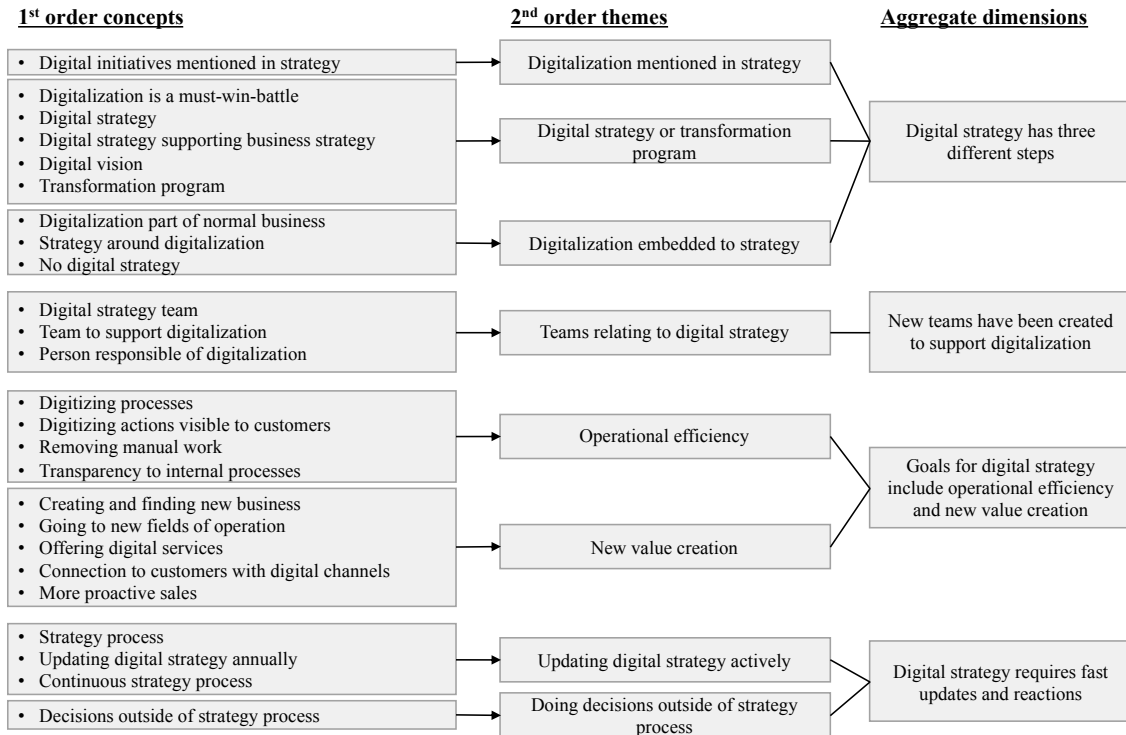 1st order concepts
2nd order themes
Aggregate dimensions
• Digital initiatives mentioned in strategy
Digitalization mentioned in strategy
• Digitalization is a must-win-battle
• Digital strategy
• Digital strategy supporting business strategy
• Digital vision
• Transformation program
Digital strategy or transformation
program
Digital strategy has three
different steps
• Digitalization part of normal business
• Strategy around digitalization
• No digital strategy
Digitalization embedded to strategy
• Digital strategy team
• Team to support digitalization
• Person responsible of digitalization
Teams relating to digital strategy
New teams have been created
to support digitalization
• Digitizing processes
• Digitizing actions visible to customers
• Removing manual work
• Transparency to internal processes
Operational efficiency
Goals for digital strategy
include operational efficiency
and new value creation
• Creating and finding new business
• Going to new fields of operation
• Offering digital services
• Connection to customers with digital channels
• More proactive sales
New value creation
• Strategy process
• Updating digital strategy annually
• Continuous strategy process
Updating digital strategy actively
Digital strategy requires fast
updates and reactions
• Decisions outside of strategy process
Doing decisions outside of strategy
process